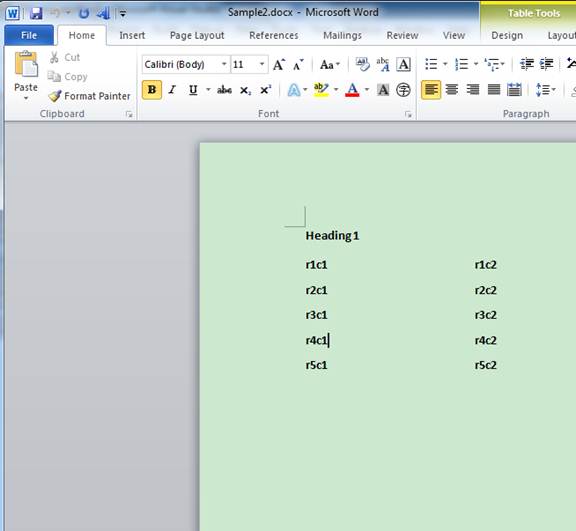 Sample2.docx - Microsoft Word
Table Tools
File Home Insert Page Layout References Mailings Review View Design Layou
Paste
Cut
Copy
Format Painter
Clipboard
Calibri (Body) 11
Font
Paragraph
Heading1
r1c1 r1c2
r2c1 r2c2
r3c1 r3c2
r4c1 r4c2
r5c1 r5c2